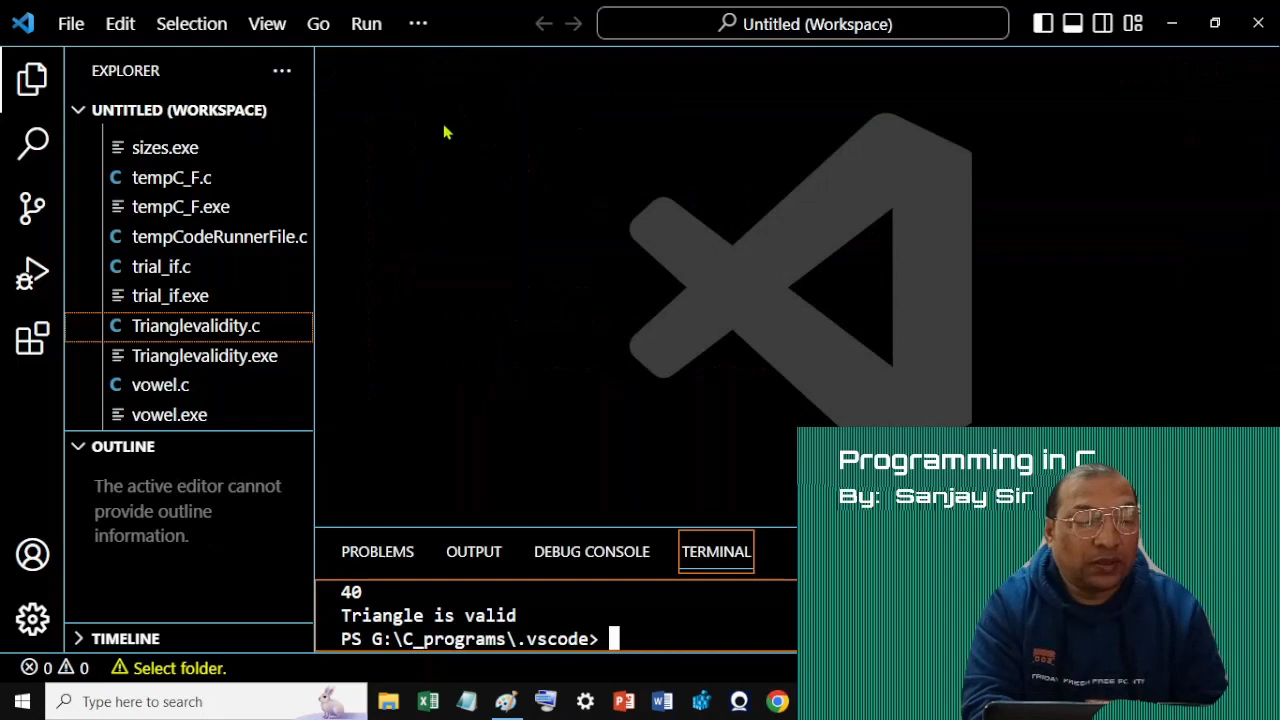 File Edit Selection View Go Run ··· Untitled (Workspace)
EXPLORER ···
UNTITLED (WORKSPACE)
sizes.exe
C tempC_F.c
tempC_F.exe
C tempCodeRunnerFile.c
C trial_if.c
trial_if.exe
C Trianglevalidity.c
Trianglevalidity.exe
C vowel.c
vowel.exe
OUTLINE
The active editor cannot
provide outline
information.
TIMELINE
PROBLEMS OUTPUT DEBUG CONSOLE TERMINAL
40
Triangle is valid
PS G:\C_programs\.vscode>
Programming in C
By: Sanjay Sir
0 0 Select folder.
Type here to search